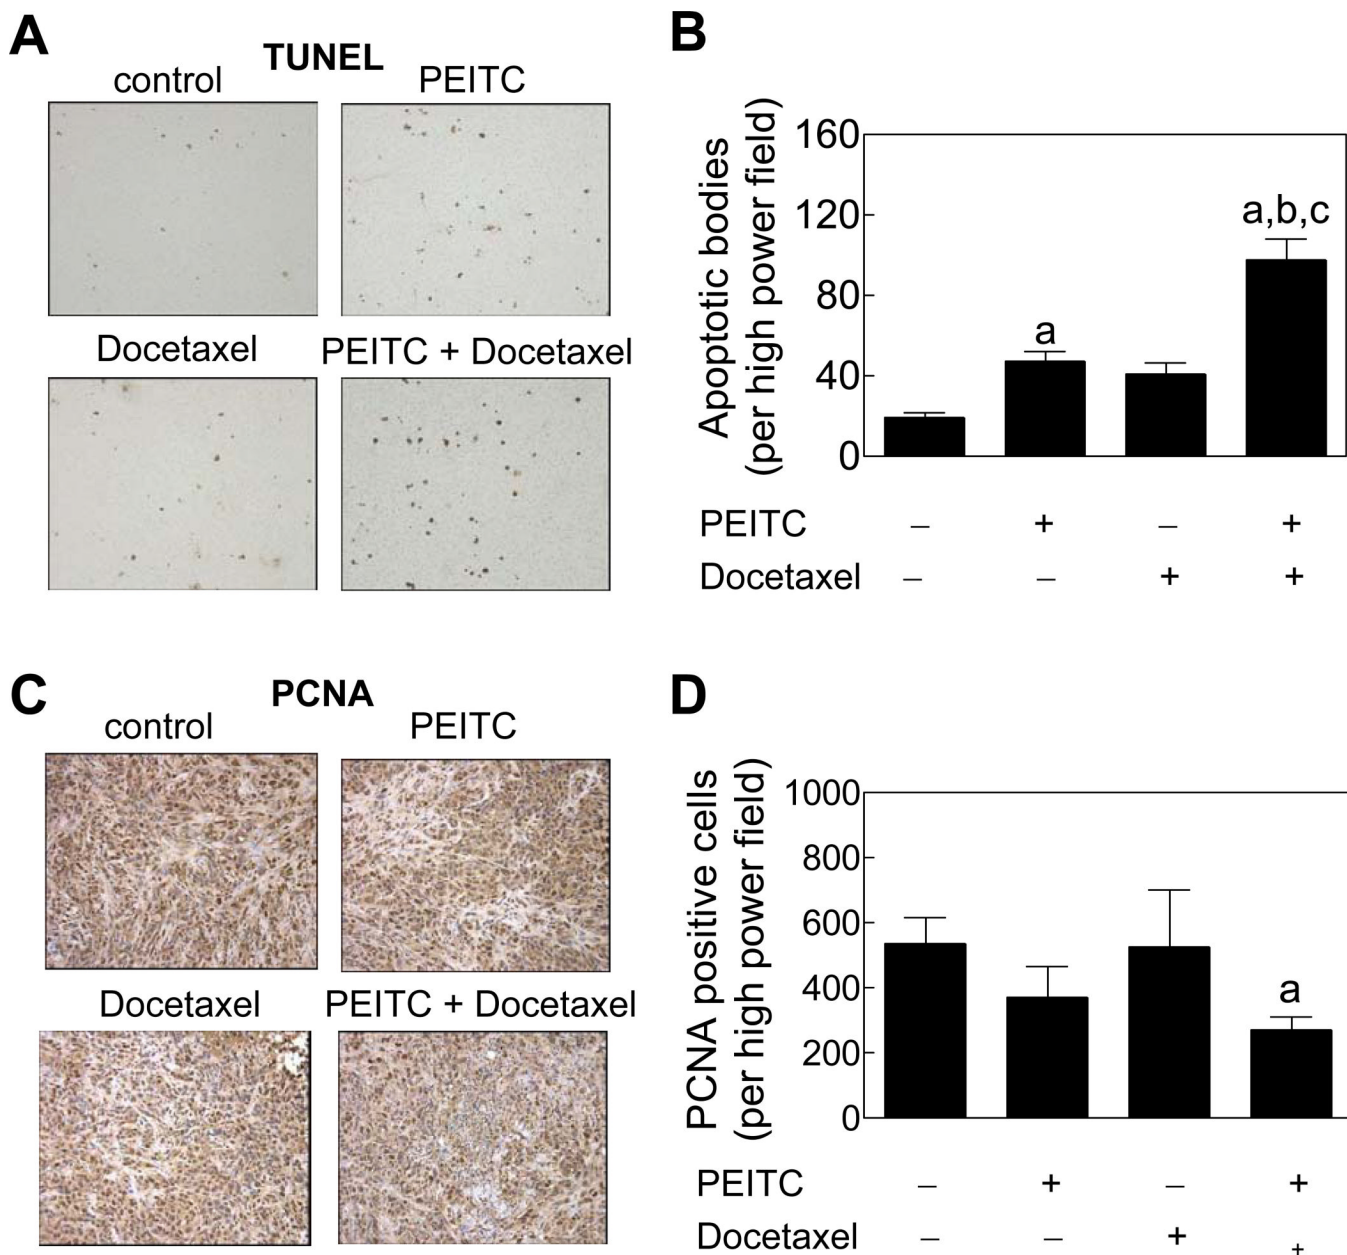 A
TUNEL
control
PEITC
Docetaxel
PEITC + Docetaxel
B
Apoptotic bodies
(per high power field)
160
120
80
40
0
a
a,b,c
PEITC – + – +
Docetaxel – – + +
C
PCNA
control
PEITC
Docetaxel
PEITC + Docetaxel
D
PCNA positive cells
(per high power field)
1000
800
600
400
200
0
a
PEITC – + – +
Docetaxel – – + +